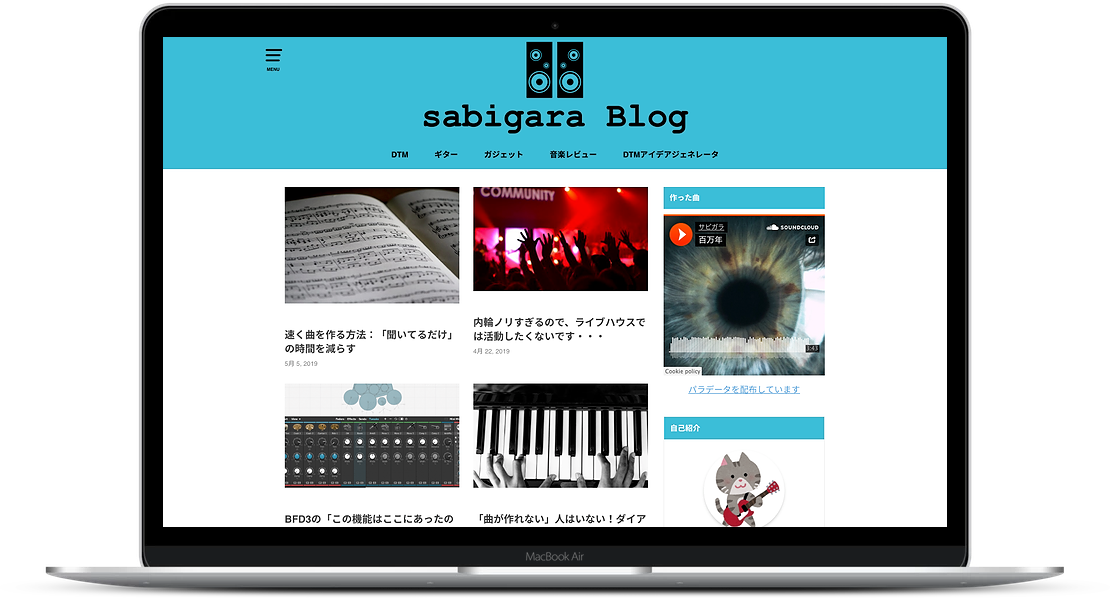 MENU
sabigara Blog
DTM
ギター
ガジェット
音楽レビュー
DTMアイデアジェネレータ
COMMUNITY
速く曲を作る方法：「聞いてるだけ」
の時間を減らす
5月 5, 2019
内輪ノリすぎるので、ライブハウスで
は活動したくないです・・・
4月 22, 2019
BFD3の「この機能はここにあったの
「曲が作れない」人はいない！ダイア
作った曲
サビガラ
百万年
SOUNDCLOUD
3:43
Cookie policy
パラデータを配布しています
自己紹介
MacBook Air